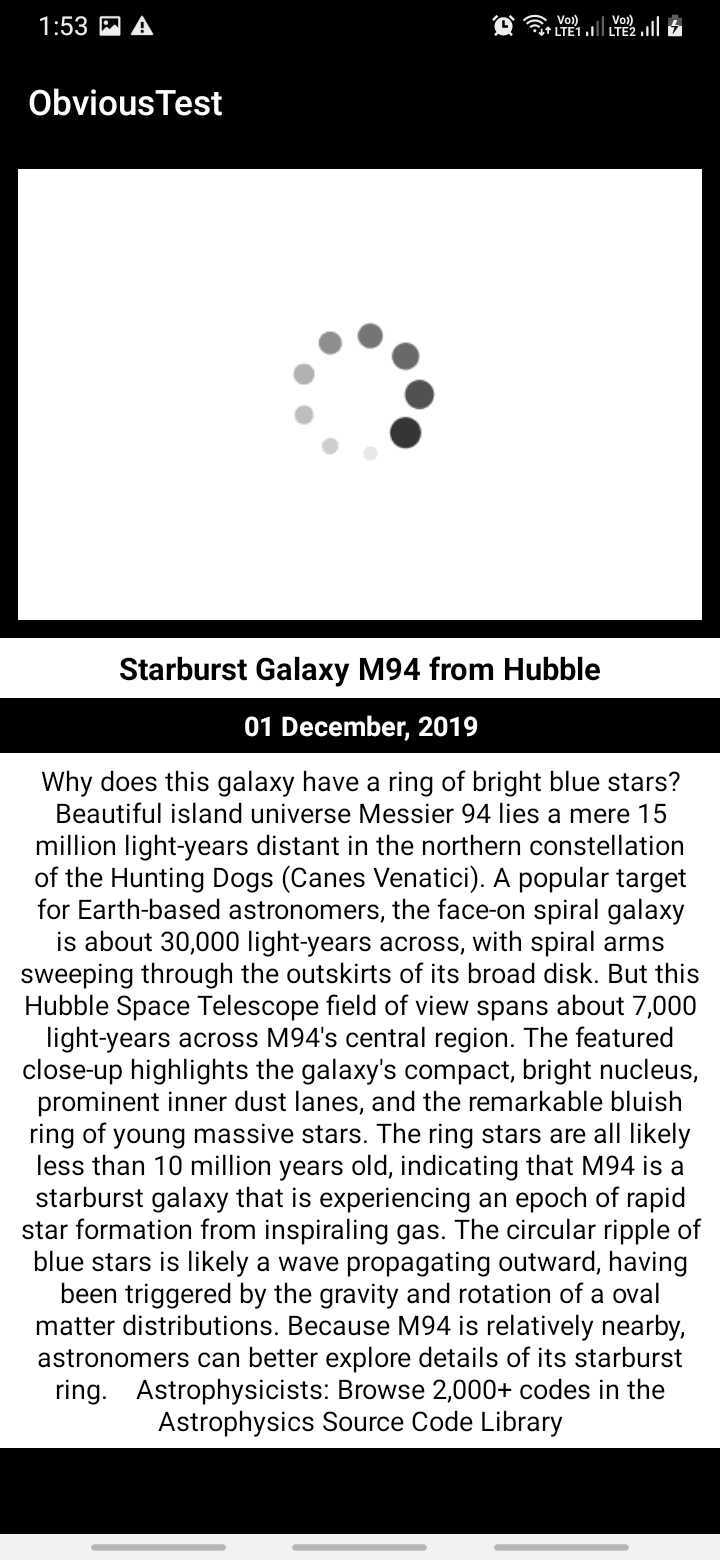 1:53
Vo)) LTE1 Vo)) LTE2
ObviousTest
Starburst Galaxy M94 from Hubble
01 December, 2019
Why does this galaxy have a ring of bright blue stars?
Beautiful island universe Messier 94 lies a mere 15
million light-years distant in the northern constellation
of the Hunting Dogs (Canes Venatici). A popular target
for Earth-based astronomers, the face-on spiral galaxy
is about 30,000 light-years across, with spiral arms
sweeping through the outskirts of its broad disk. But this
Hubble Space Telescope field of view spans about 7,000
light-years across M94's central region. The featured
close-up highlights the galaxy's compact, bright nucleus,
prominent inner dust lanes, and the remarkable bluish
ring of young massive stars. The ring stars are all likely
less than 10 million years old, indicating that M94 is a
starburst galaxy that is experiencing an epoch of rapid
star formation from inspiraling gas. The circular ripple of
blue stars is likely a wave propagating outward, having
been triggered by the gravity and rotation of a oval
matter distributions. Because M94 is relatively nearby,
astronomers can better explore details of its starburst
ring.    Astrophysicists: Browse 2,000+ codes in the
Astrophysics Source Code Library